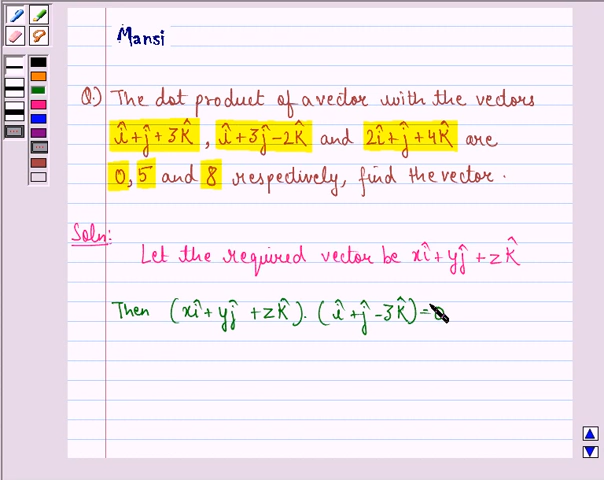 Mansi
Q.) The dot product of a vector with the vectors
î+ĵ+3k̂, î+3ĵ-2k̂ and 2î+ĵ+4k̂ are
0, 5 and 8 respectively, find the vector.
Soln:
Let the required vector be xî+yĵ+zk̂
Then (xî+yĵ+zk̂).(î+ĵ-3k̂)=0